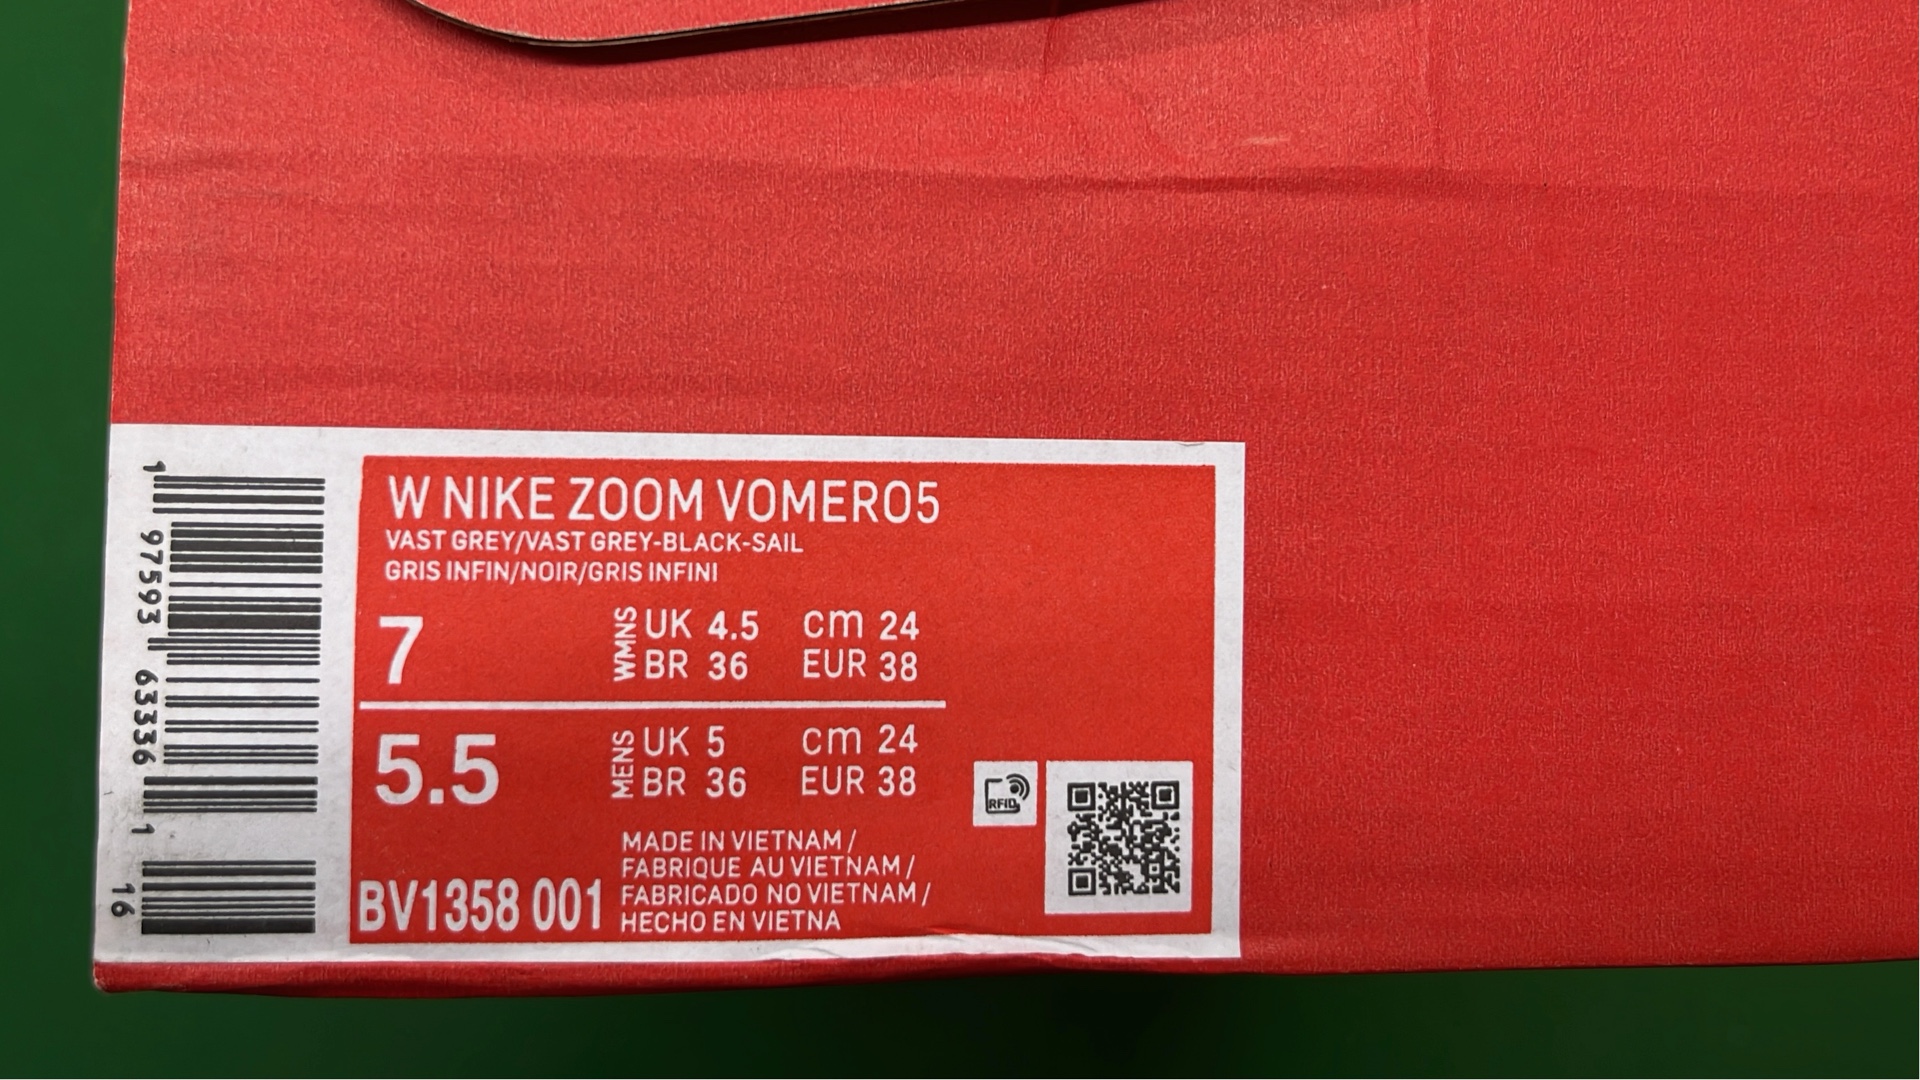 W NIKE ZOOM VOMERO5
VAST GREY/VAST GREY-BLACK-SAIL
GRIS INFIN/NOIR/GRIS INFINI
7
WMNS
UK 4.5 cm 24
BR 36 EUR 38
5.5
MENS
UK 5 cm 24
BR 36 EUR 38
BV1358 001
MADE IN VIETNAM /
FABRIQUE AU VIETNAM /
FABRICADO NO VIETNAM /
HECHO EN VIETNA
RFID
1 97593 63336 1
16